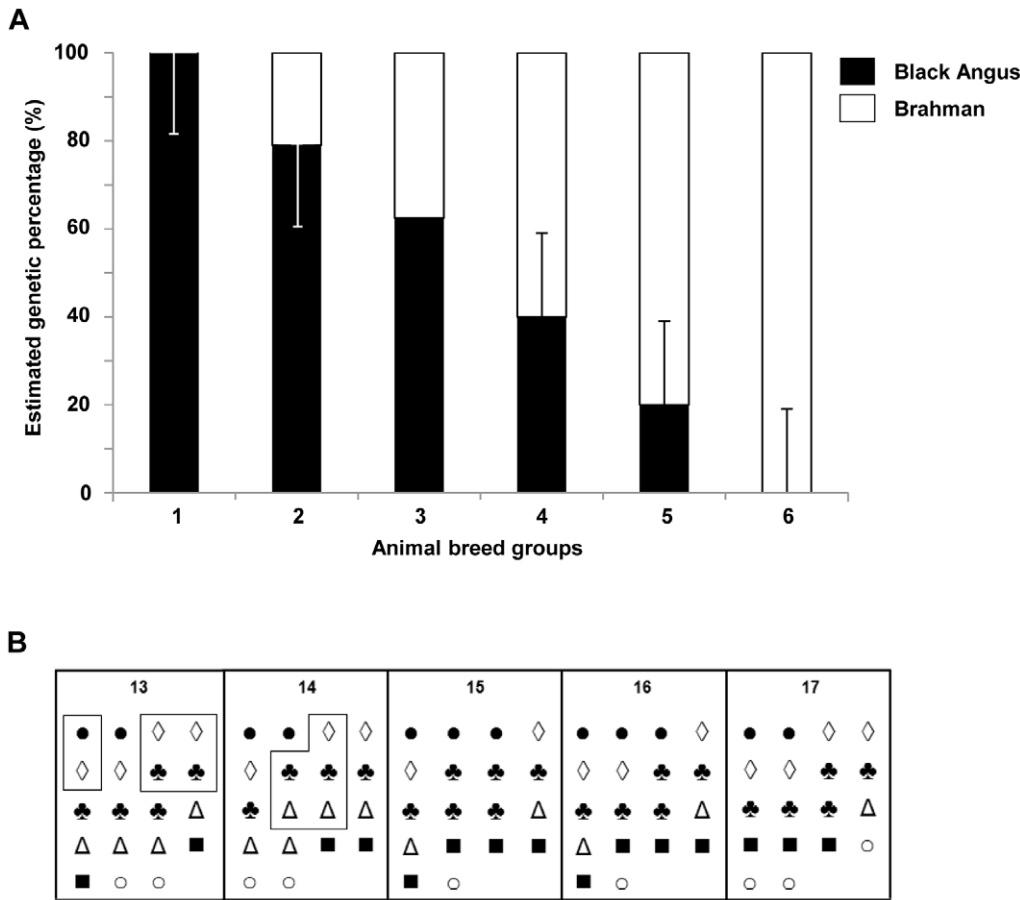 A
Estimated genetic percentage (%)
100
80
60
40
20
0
1 2 3 4 5 6
Animal breed groups
Black Angus
Brahman
B
13 14 15 16 17